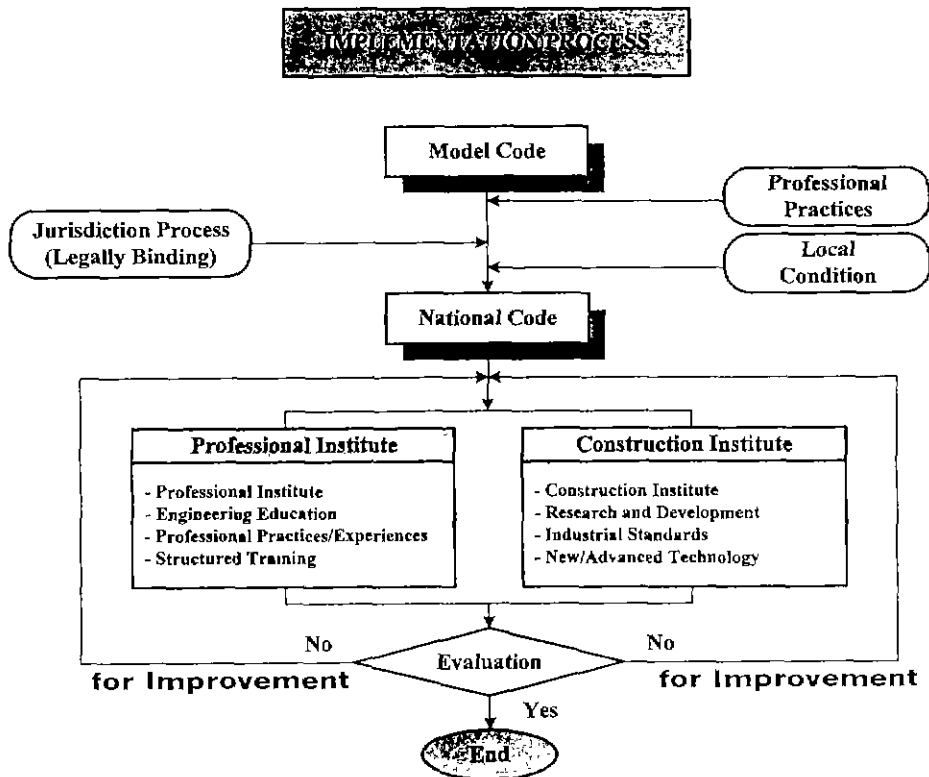 IMPLEMENTATION PROCESS
Model Code
Professional
Practices
Jurisdiction Process
(Legally Binding)
Local
Condition
National Code
Professional Institute
- Professional Institute
- Engineering Education
- Professional Practices/Experiences
- Structured Training
Construction Institute
- Construction Institute
- Research and Development
- Industrial Standards
- New/Advanced Technology
No
Evaluation
No
for Improvement
for Improvement
Yes
End